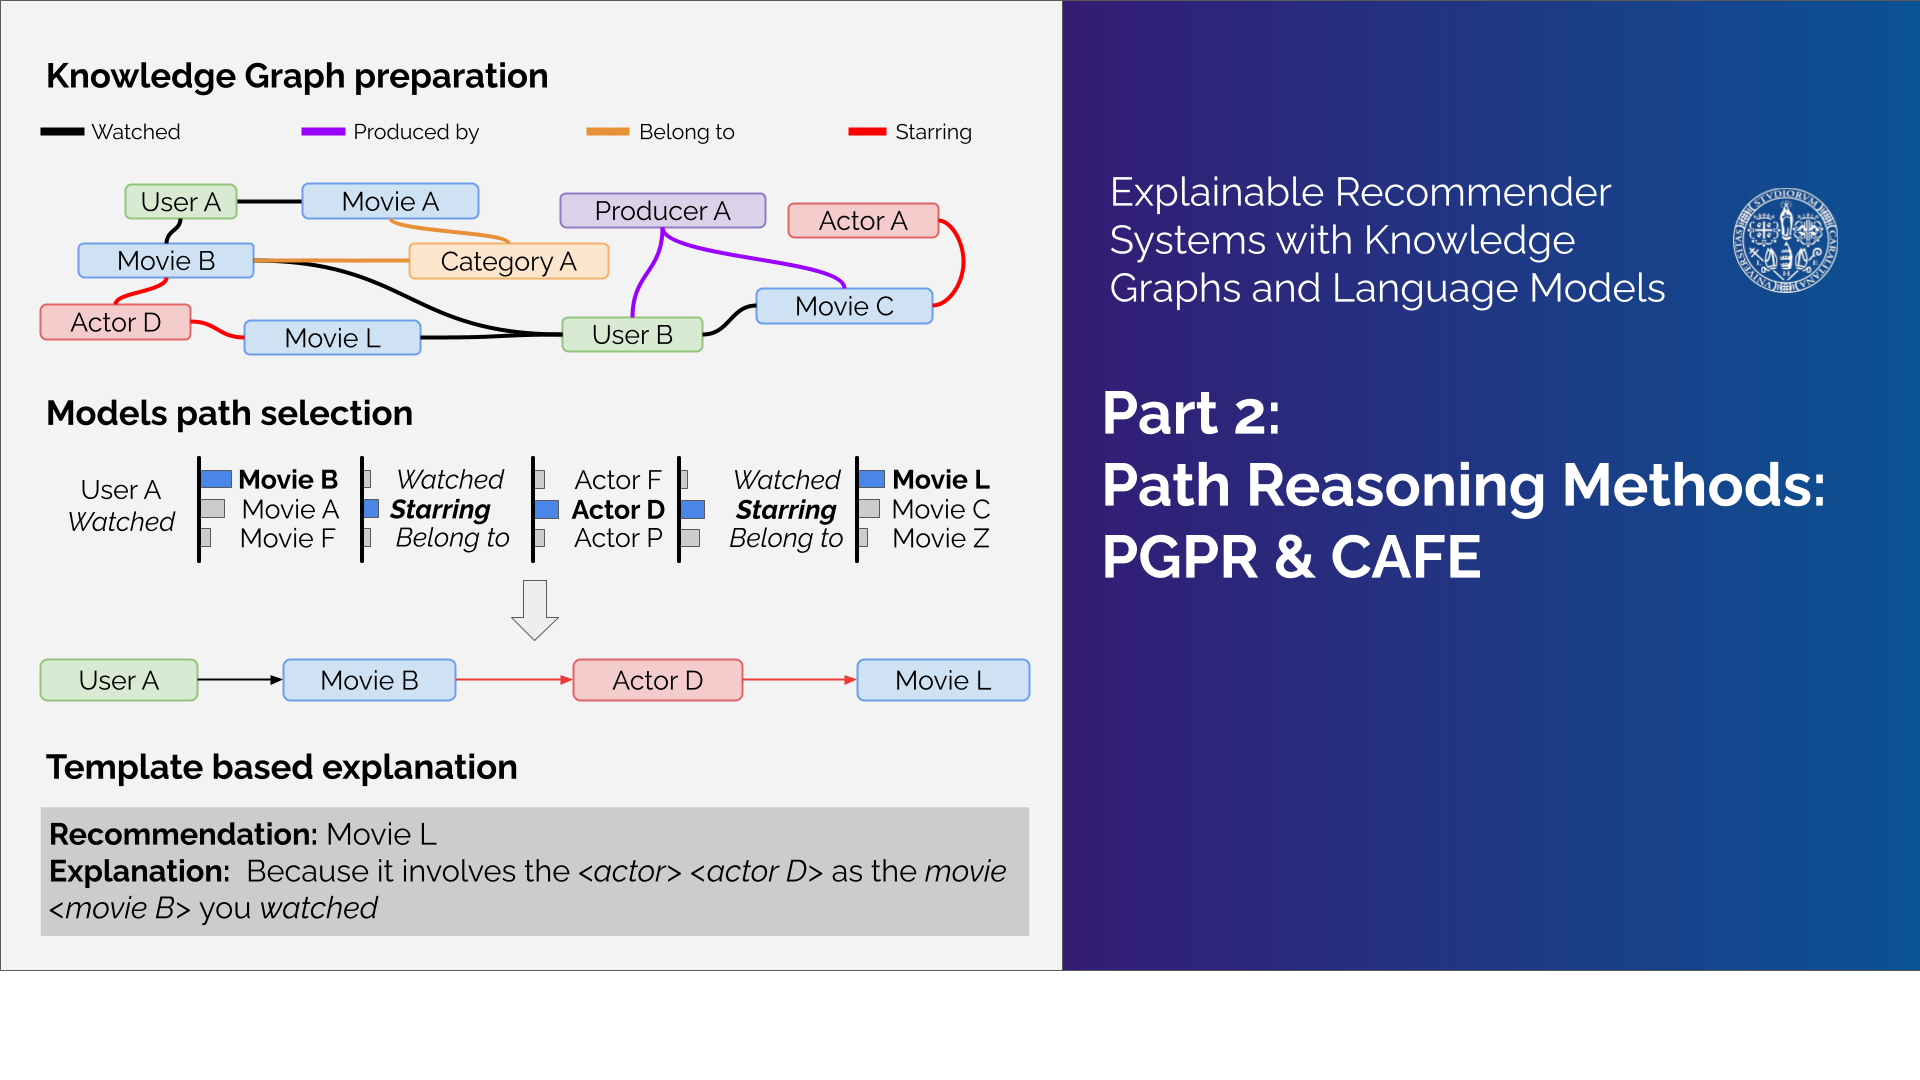 Knowledge Graph preparation
Watched
Produced by
Belong to
Starring
User A
Movie A
Producer A
Actor A
Movie B
Category A
Actor D
Movie L
User B
Movie C
Models path selection
User A
Watched
Movie B
Movie A
Movie F
Watched
Starring
Belong to
Actor F
Actor D
Actor P
Watched
Starring
Belong to
Movie L
Movie C
Movie Z
User A
Movie B
Actor D
Movie L
Template based explanation
Recommendation: Movie L
Explanation: Because it involves the <actor> <actor D> as the movie
<movie B> you watched
Explainable Recommender
Systems with Knowledge
Graphs and Language Models
Part 2:
Path Reasoning Methods:
PGPR & CAFE